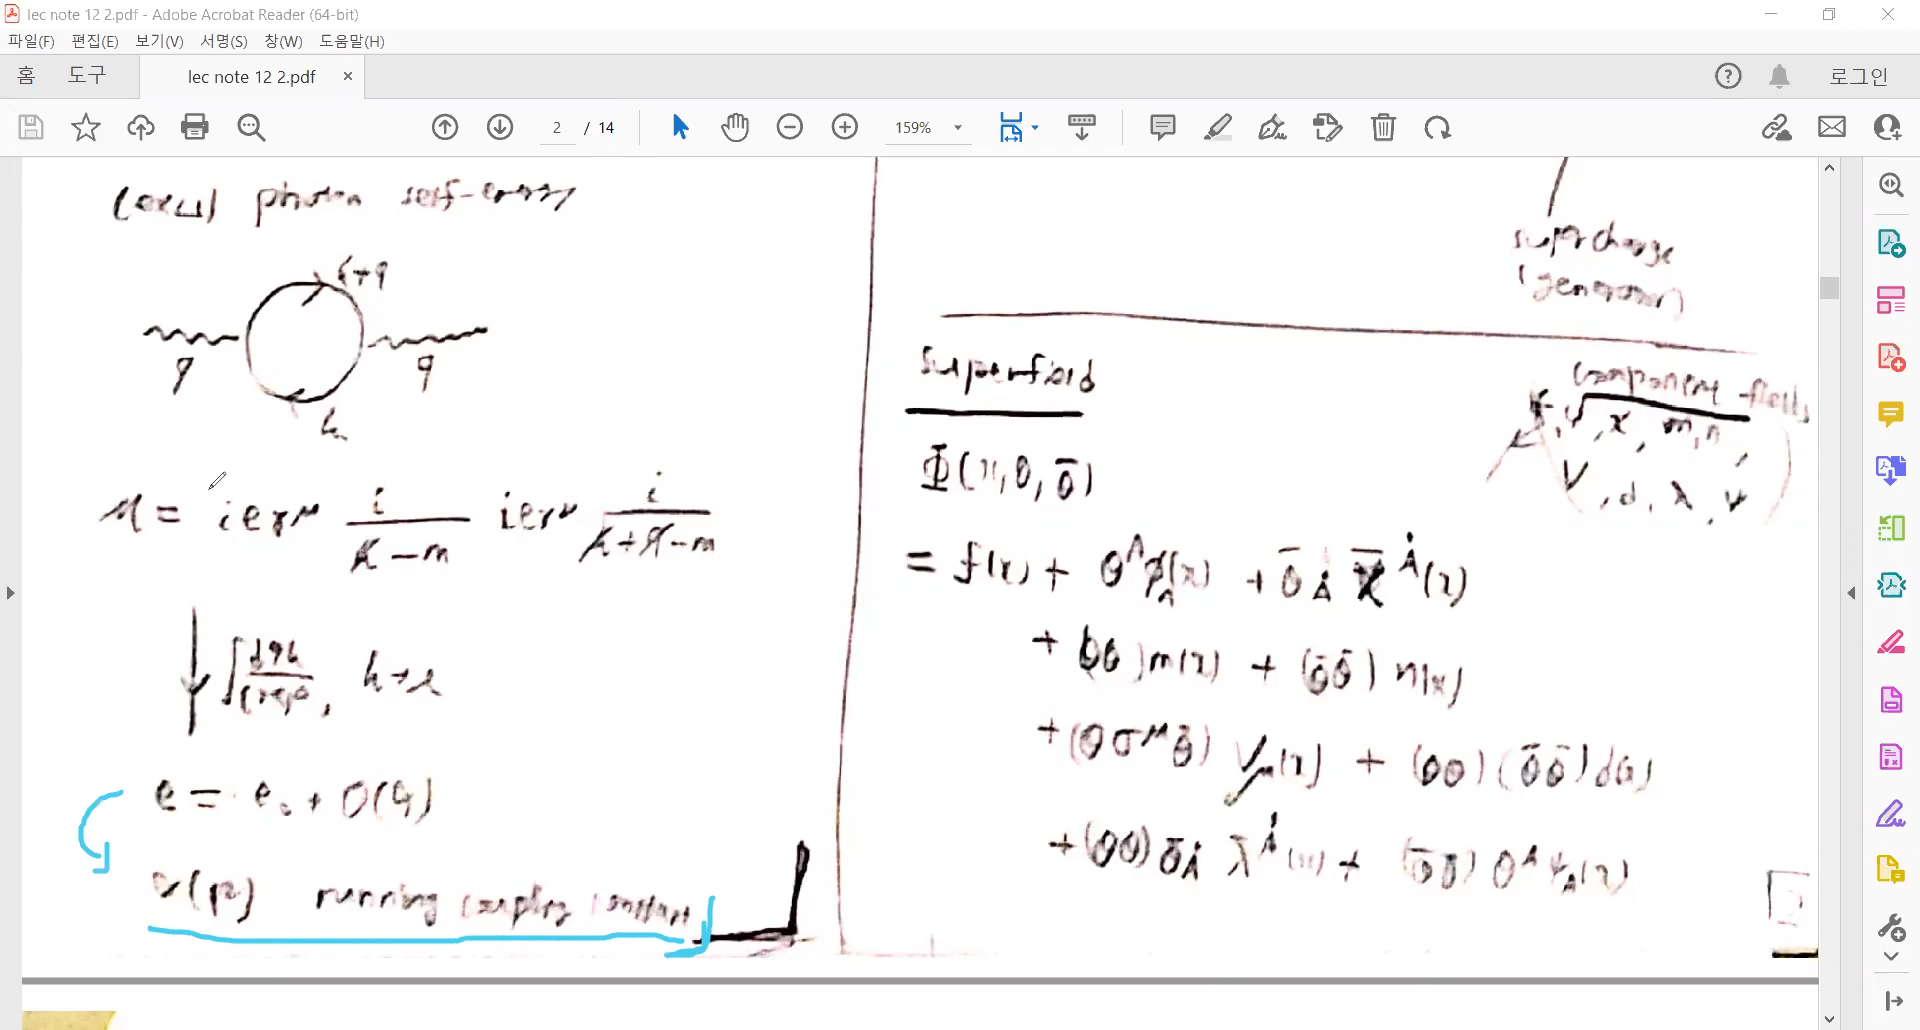 lec note 12 2.pdf - Adobe Acrobat Reader (64-bit)
파일(F) 편집(E) 보기(V) 서명(S) 창(W) 도움말(H)
홈 도구 lec note 12 2.pdf × 로그인
2 / 14 159%
(ex) photon self-energy
k+q
q q
k
M = ieγ^μ i/(k̸-m) ieγ^ν i/(k̸+q̸-m)
∫ d⁴k/(2π)⁴,
e = e₀ + O(
α(p²) running coupling constant
supercharge
(generator)
superfield
component fields
f, φ, χ, m, n,
V, d, λ, ψ
Φ(x,θ,θ̄)
= f(x) + θ^A φ_A(x) + θ̄_Ȧ χ̄^Ȧ(x)
+ (θθ)m(x) + (θ̄θ̄)n(x)
+ (θσ^μθ̄) V_μ(x) + (θθ)(θ̄θ̄)d(x)
+ (θθ)θ̄_Ȧ λ̄^Ȧ(x) + (θ̄θ̄)θ^A ψ_A(x)
2